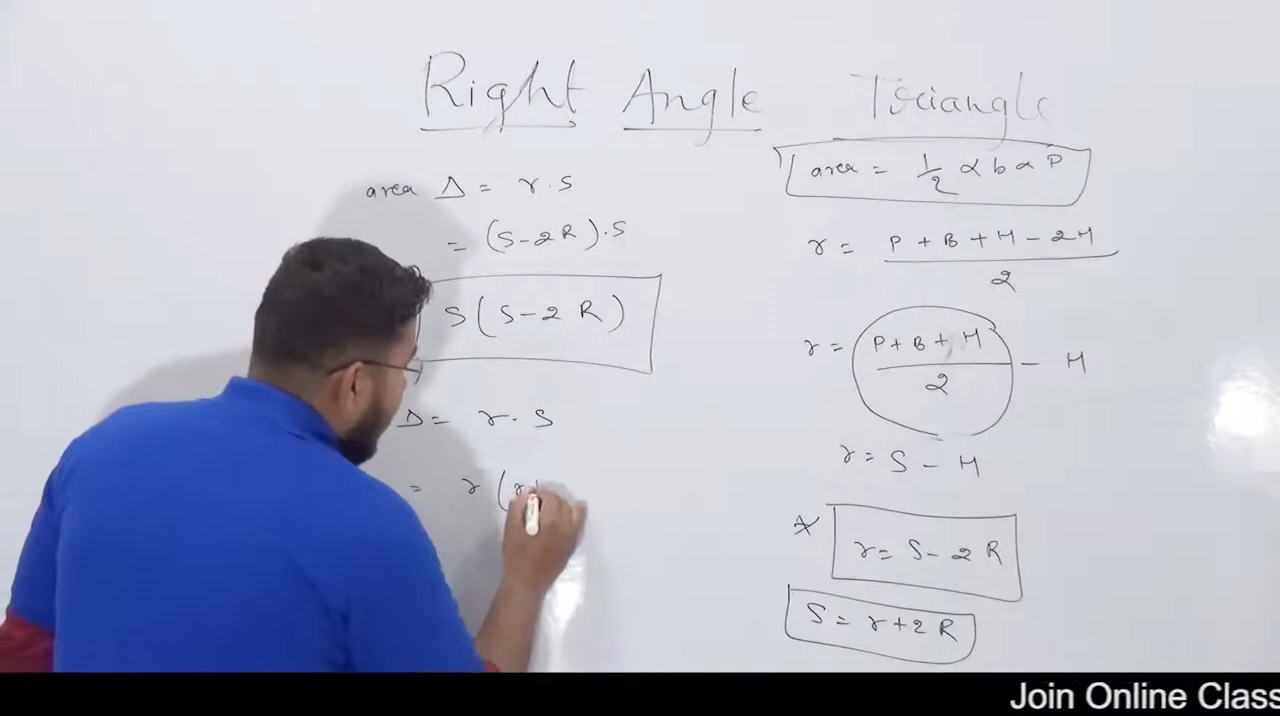 Right Angle Triangle
area Δ = r.s
= (S-2R).S
S(S-2R)
Δ = r.S
= r(r+
area = 1/2 × b × P
r = P+B+H-2H / 2
r = P+B+H / 2 - H
r = S - H
r = S-2R
S = r+2R
Join Online Class